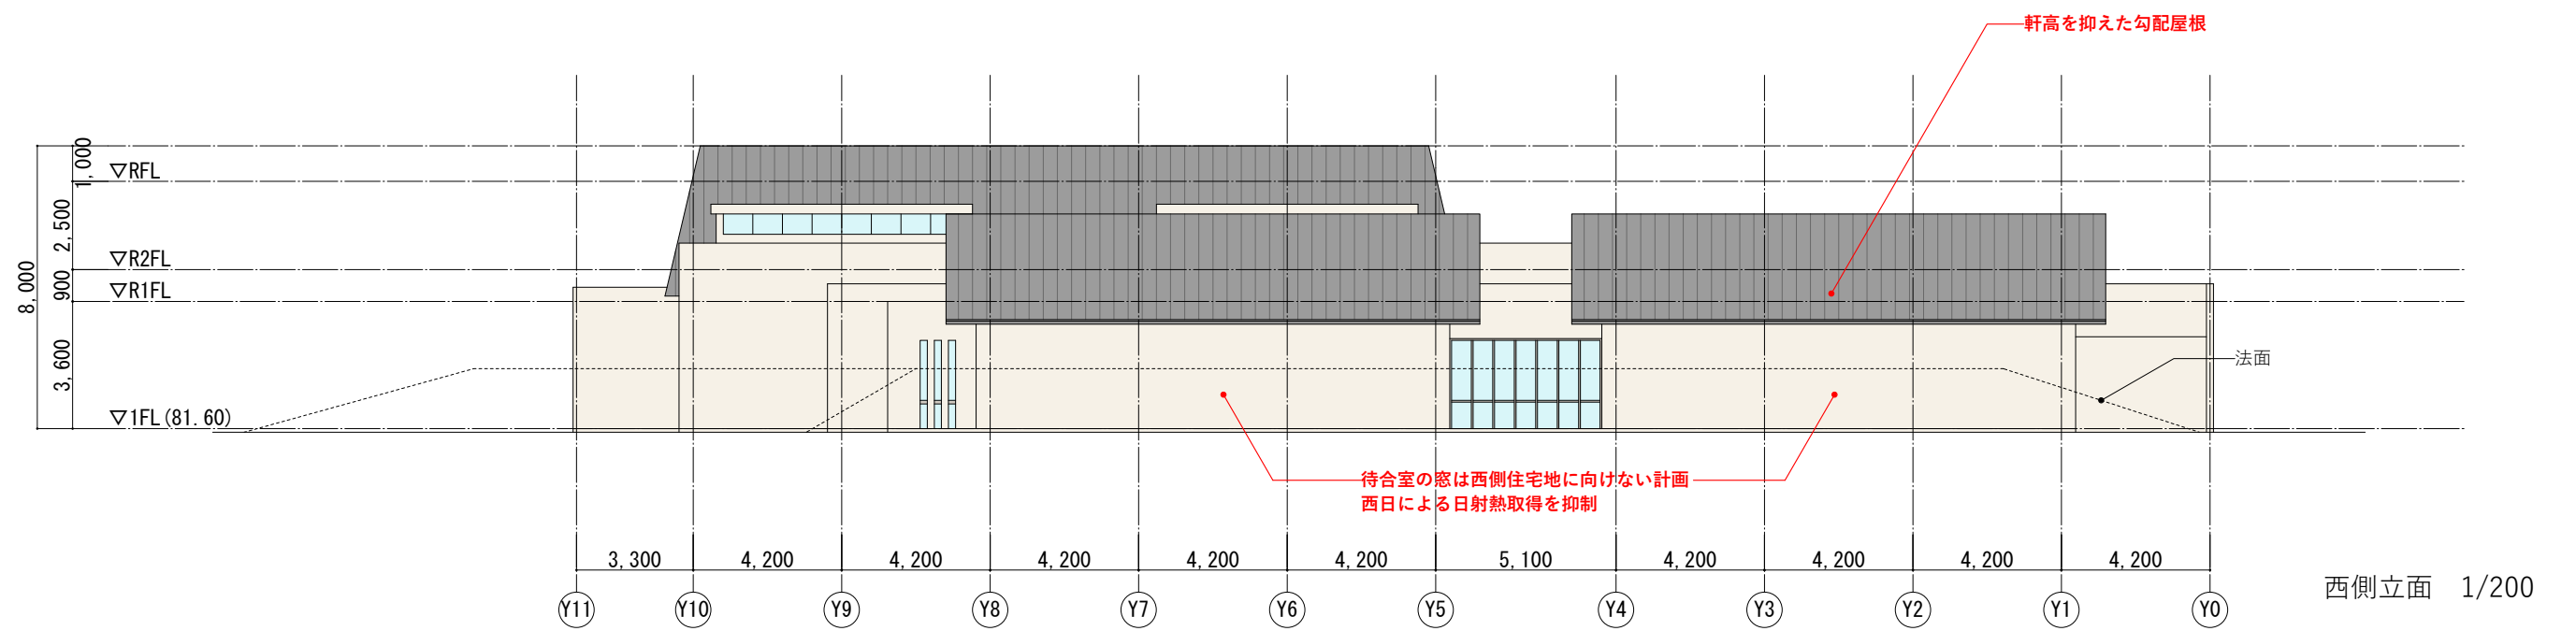 軒高を抑えた勾配屋根
1,000
▽RFL
2,500
▽R2FL
8,000
900
▽R1FL
3,600
法面
▽1FL(81.60)
待合室の窓は西側住宅地に向けない計画
西日による日射熱取得を抑制
3,300 4,200 4,200 4,200 4,200 4,200 5,100 4,200 4,200 4,200 4,200
西側立面 1/200
Y11 Y10 Y9 Y8 Y7 Y6 Y5 Y4 Y3 Y2 Y1 Y0